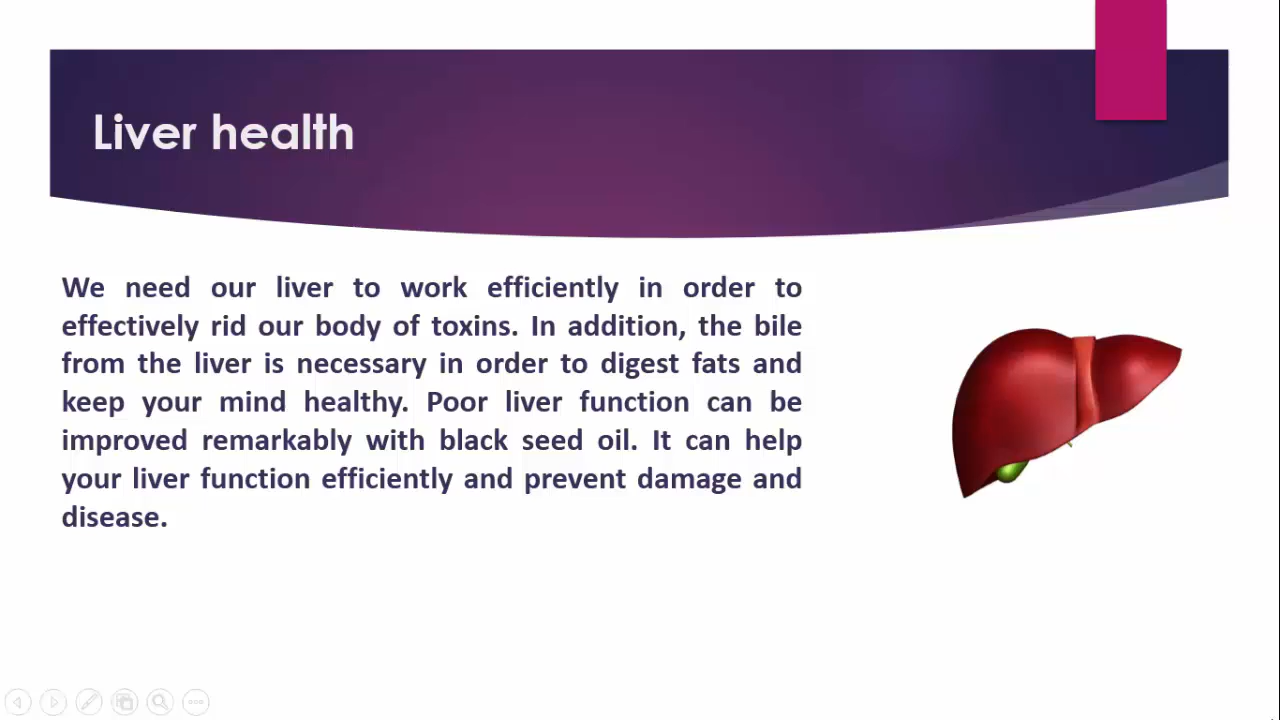 Liver health
We need our liver to work efficiently in order to
effectively rid our body of toxins. In addition, the bile
from the liver is necessary in order to digest fats and
keep your mind healthy. Poor liver function can be
improved remarkably with black seed oil. It can help
your liver function efficiently and prevent damage and
disease.